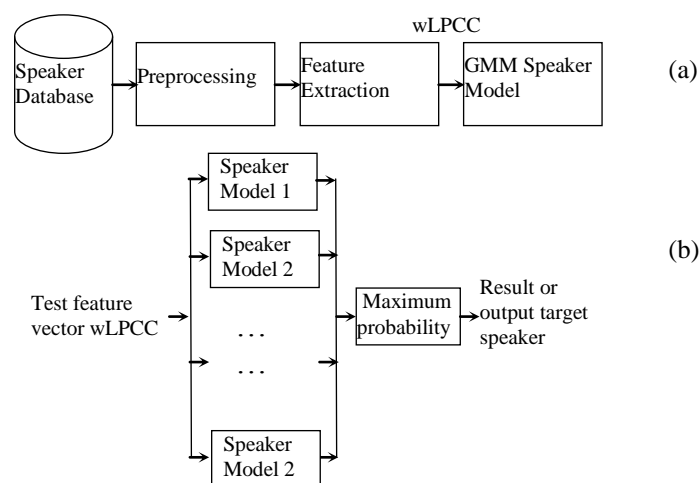 wLPCC
Speaker
Database
Preprocessing
Feature
Extraction
GMM Speaker
Model
(a)
Speaker
Model 1
Speaker
Model 2
(b)
Test feature
vector wLPCC
...
...
Maximum
probability
Result or
output target
speaker
Speaker
Model 2